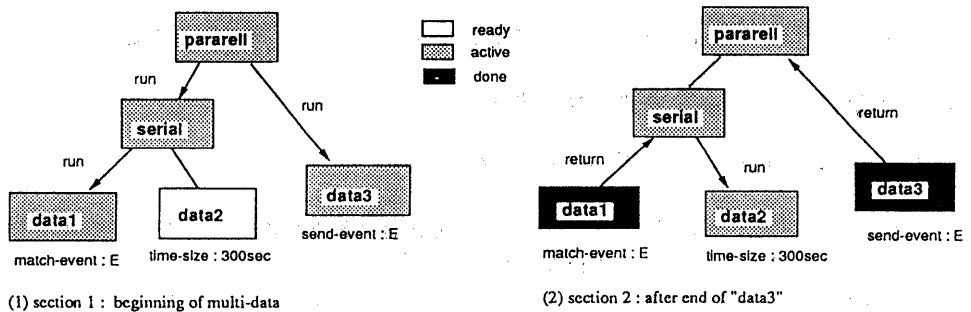 pararell
run
run
serial
run
data1
data2
data3
match-event : E
time-size : 300sec
send-event : E
(1) section 1 : beginning of multi-data
ready
active
done
pararell
serial
return
return
run
data1
data2
data3
match-event : E
time-size : 300sec
send-event : E
(2) section 2 : after end of "data3"